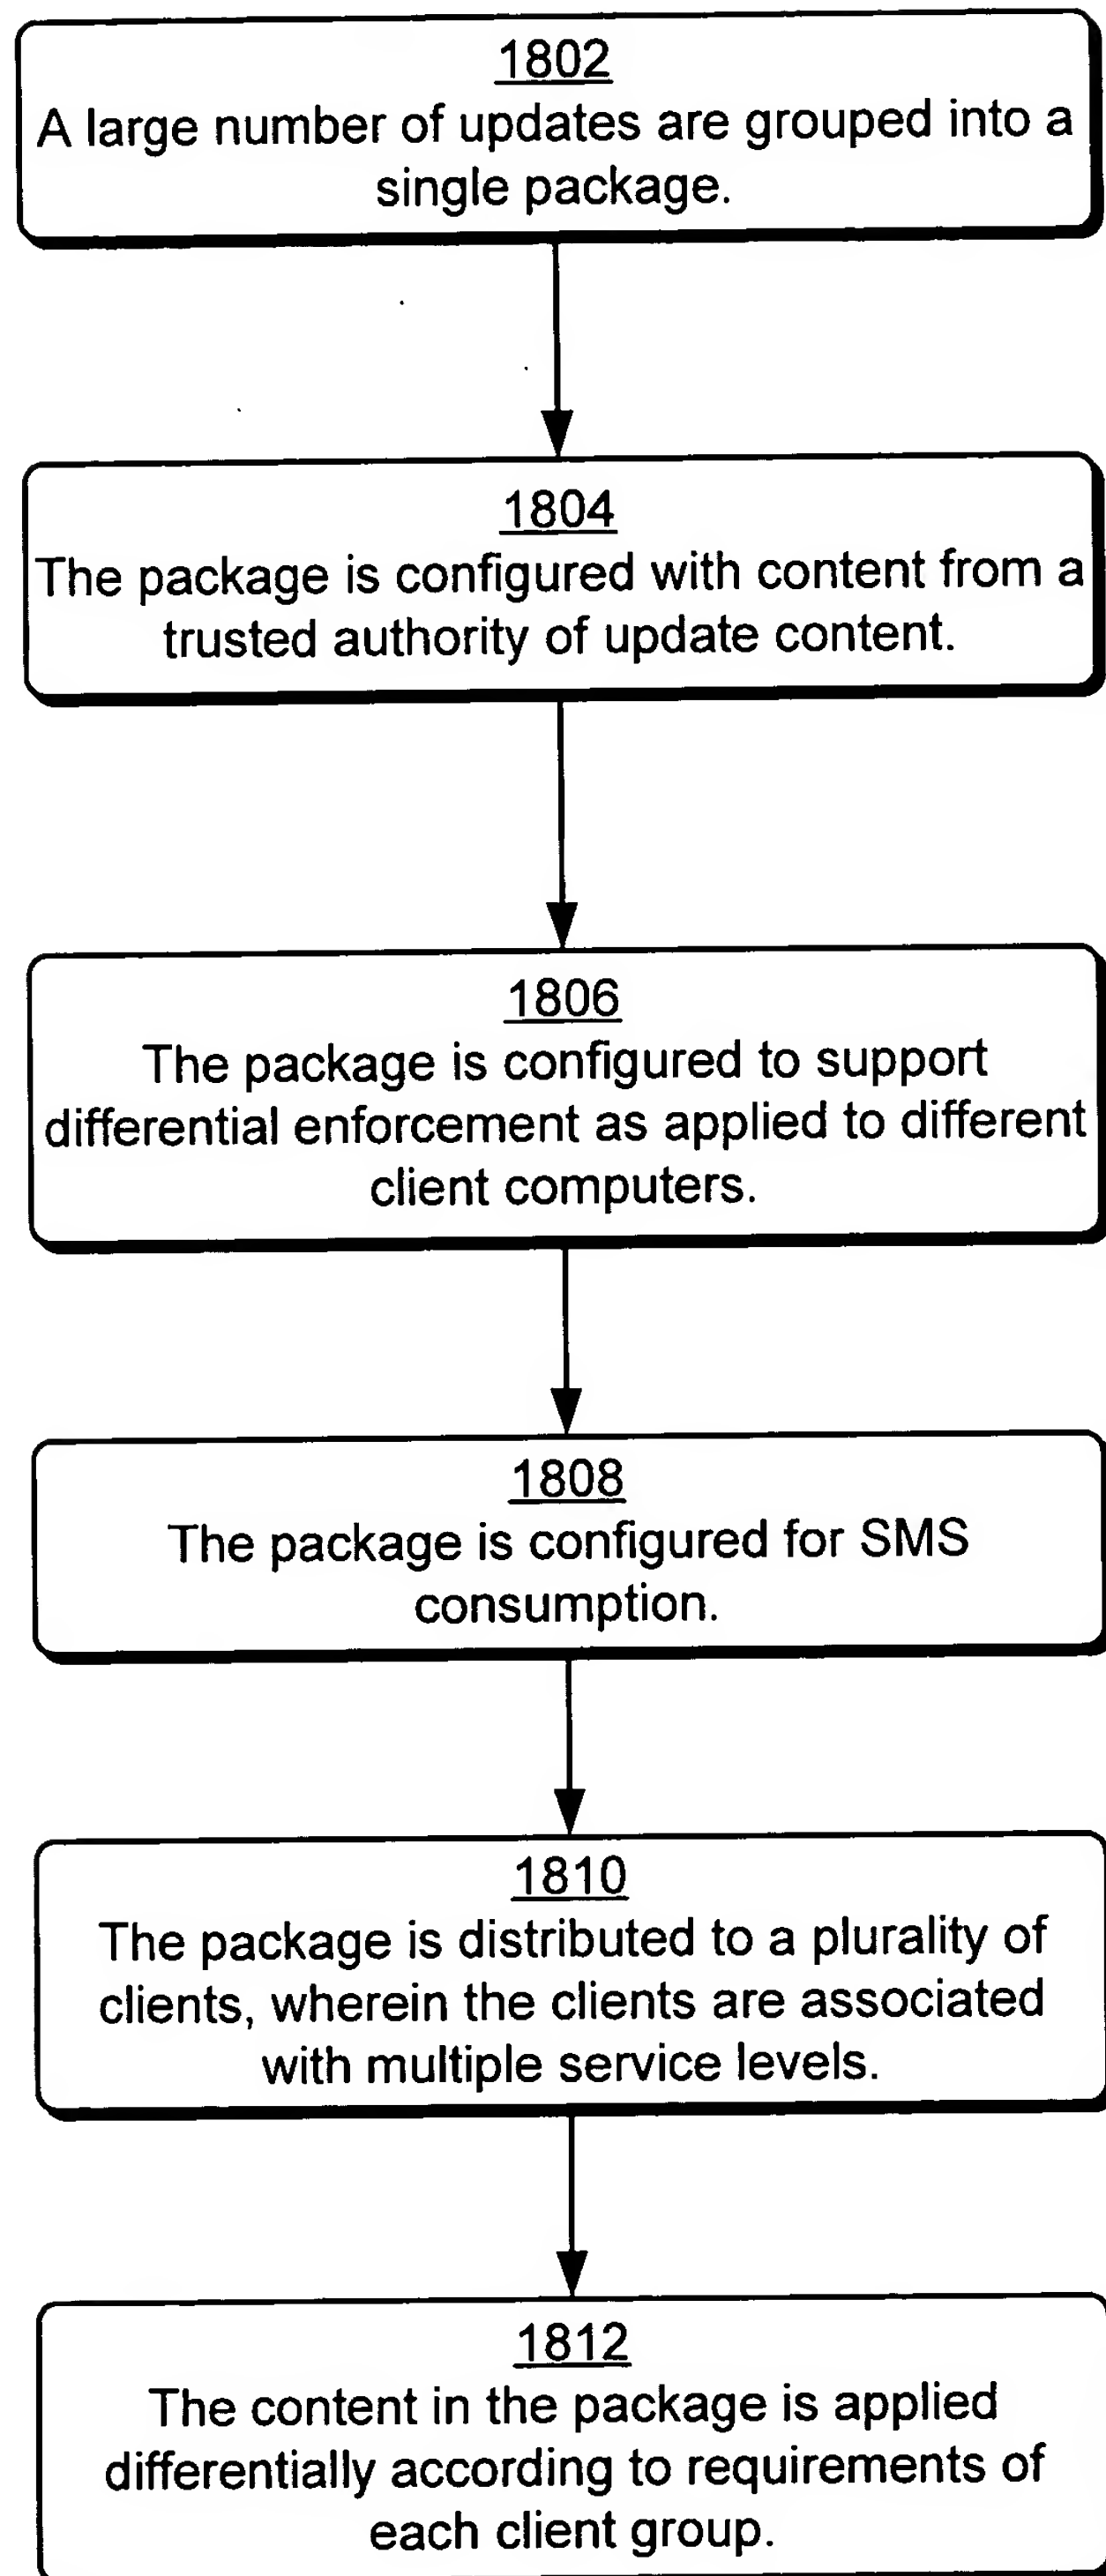 1802
A large number of updates are grouped into a
single package.
1804
The package is configured with content from a
trusted authority of update content.
1806
The package is configured to support
differential enforcement as applied to different
client computers.
1808
The package is configured for SMS
consumption.
1810
The package is distributed to a plurality of
clients, wherein the clients are associated
with multiple service levels.
1812
The content in the package is applied
differentially according to requirements of
each client group.